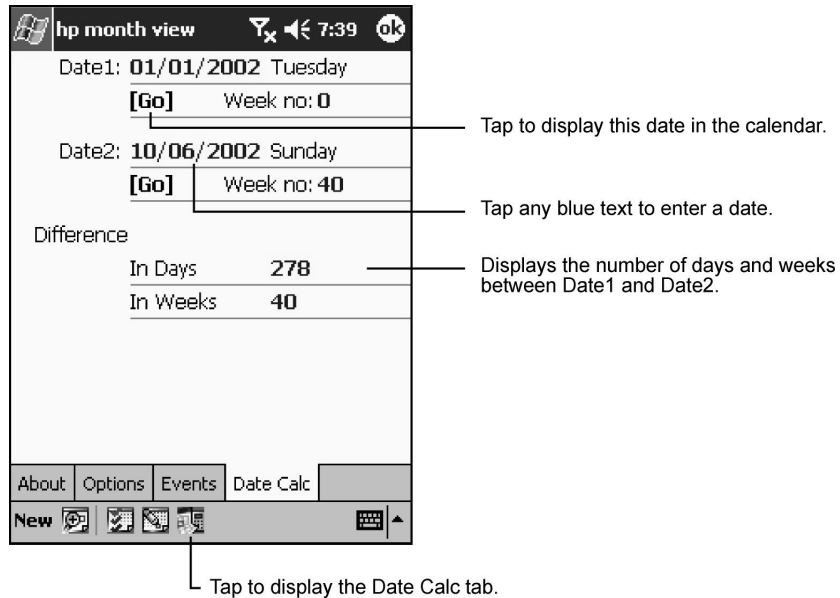 hp month view 7:39 ok
Date1: 01/01/2002 Tuesday
[Go] Week no: 0
Tap to display this date in the calendar.
Date2: 10/06/2002 Sunday
[Go] Week no: 40
Tap any blue text to enter a date.
Difference
In Days 278
Displays the number of days and weeks
between Date1 and Date2.
In Weeks 40
About Options Events Date Calc
New
Tap to display the Date Calc tab.